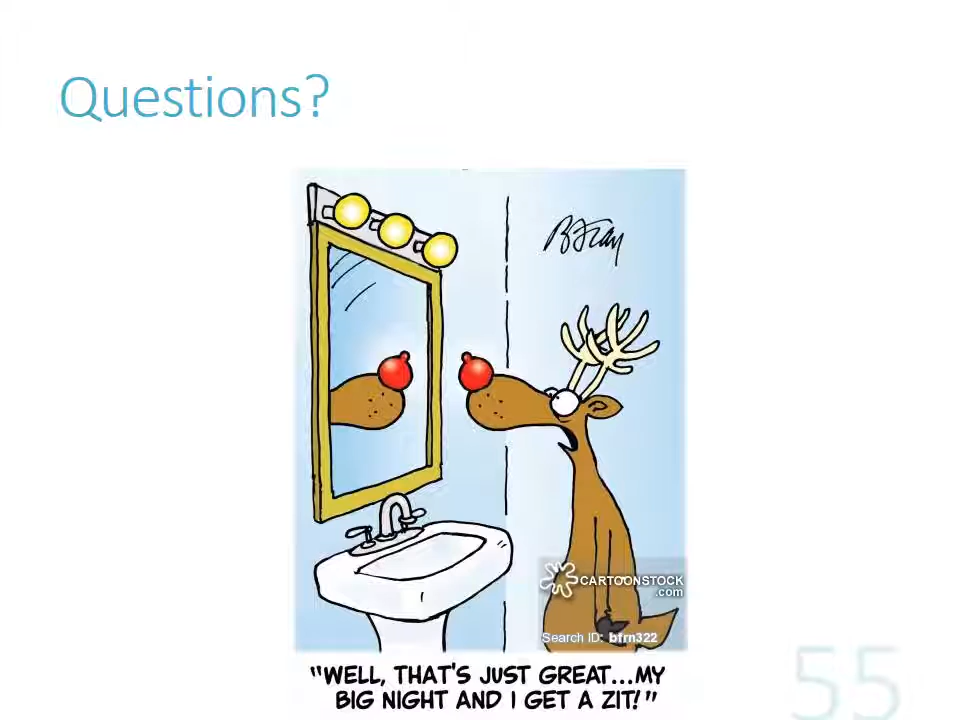 Questions?
CARTOONSTOCK
.com
Search ID: bfrn322
"WELL, THAT'S JUST GREAT...MY
BIG NIGHT AND I GET A ZIT!"
55